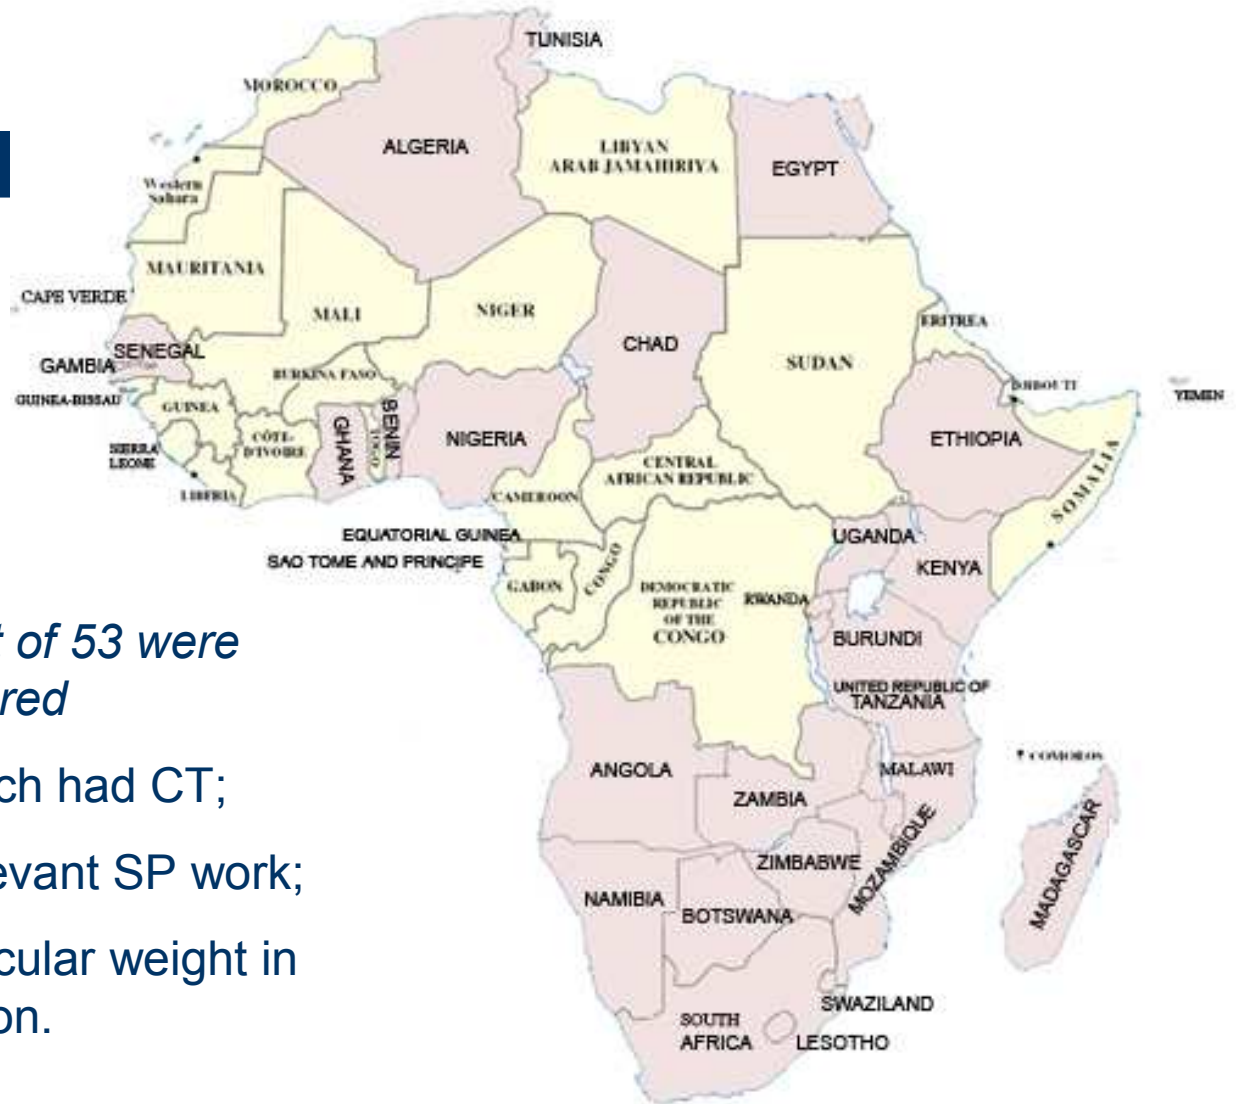 TUNISIA
MOROCCO
ALGERIA
LIBYAN
ARAB JAMAHIRIYA
EGYPT
Western
Sahara
MAURITANIA
CAPE VERDE
MALI
NIGER
CHAD
SUDAN
ERITREA
SENEGAL
GAMBIA
BURKINA FASO
DJIBOUTI
YEMEN
GUINEA-BISSAU
GUINEA
SIERRA
LEONE
LIBERIA
CÔTE-
D'IVOIRE
GHANA
TOGO
BENIN
NIGERIA
ETHIOPIA
SOMALIA
CENTRAL
AFRICAN REPUBLIC
CAMEROON
EQUATORIAL GUINEA
SAO TOME AND PRINCIPE
GABON
CONGO
DEMOCRATIC
REPUBLIC
OF THE
CONGO
UGANDA
KENYA
RWANDA
BURUNDI
UNITED REPUBLIC OF
TANZANIA
of 53 were
red
ch had CT;
evant SP work;
cular weight in
on.
ANGOLA
ZAMBIA
MALAWI
COMOROS
ZIMBABWE
MOZAMBIQUE
MADAGASCAR
NAMIBIA
BOTSWANA
SWAZILAND
SOUTH
AFRICA
LESOTHO